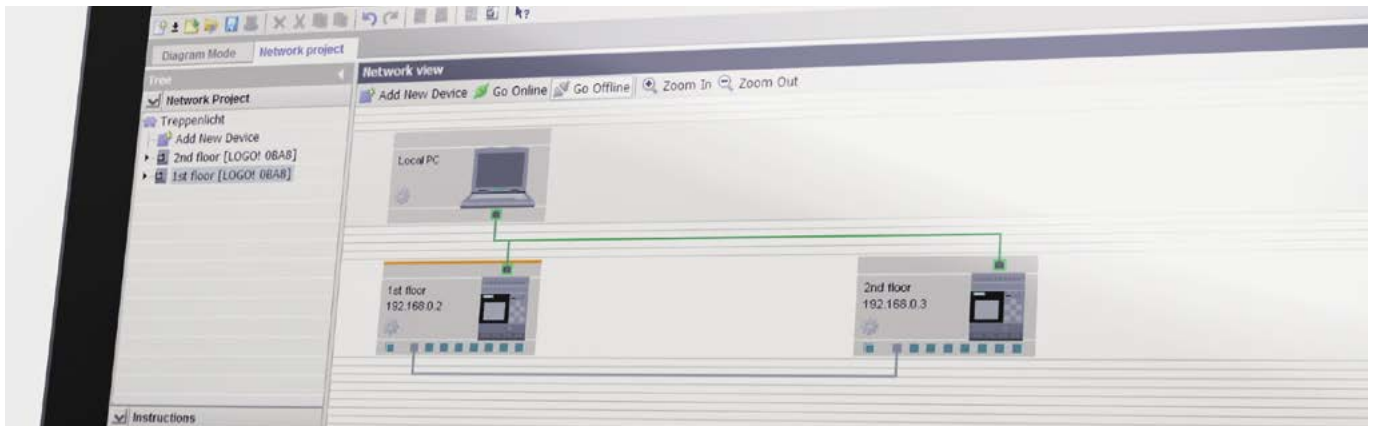 Diagram Mode
Network project
Tree
Network Project
Treppenlicht
Add New Device
2nd floor [LOGO! 0BA8]
1st floor [LOGO! 0BA8]
Instructions
Network view
Add New Device Go Online Go Offline Zoom In Zoom Out
Local PC
1st floor
192.168.0.2
2nd floor
192.168.0.3